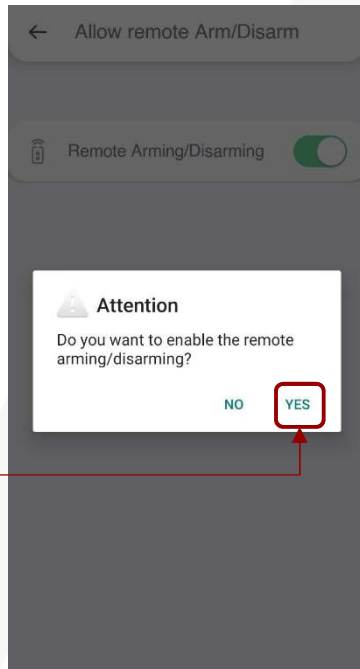 Allow remote Arm/Disarm
Remote Arming/Disarming
Attention
Do you want to enable the remote
arming/disarming?
NO YES